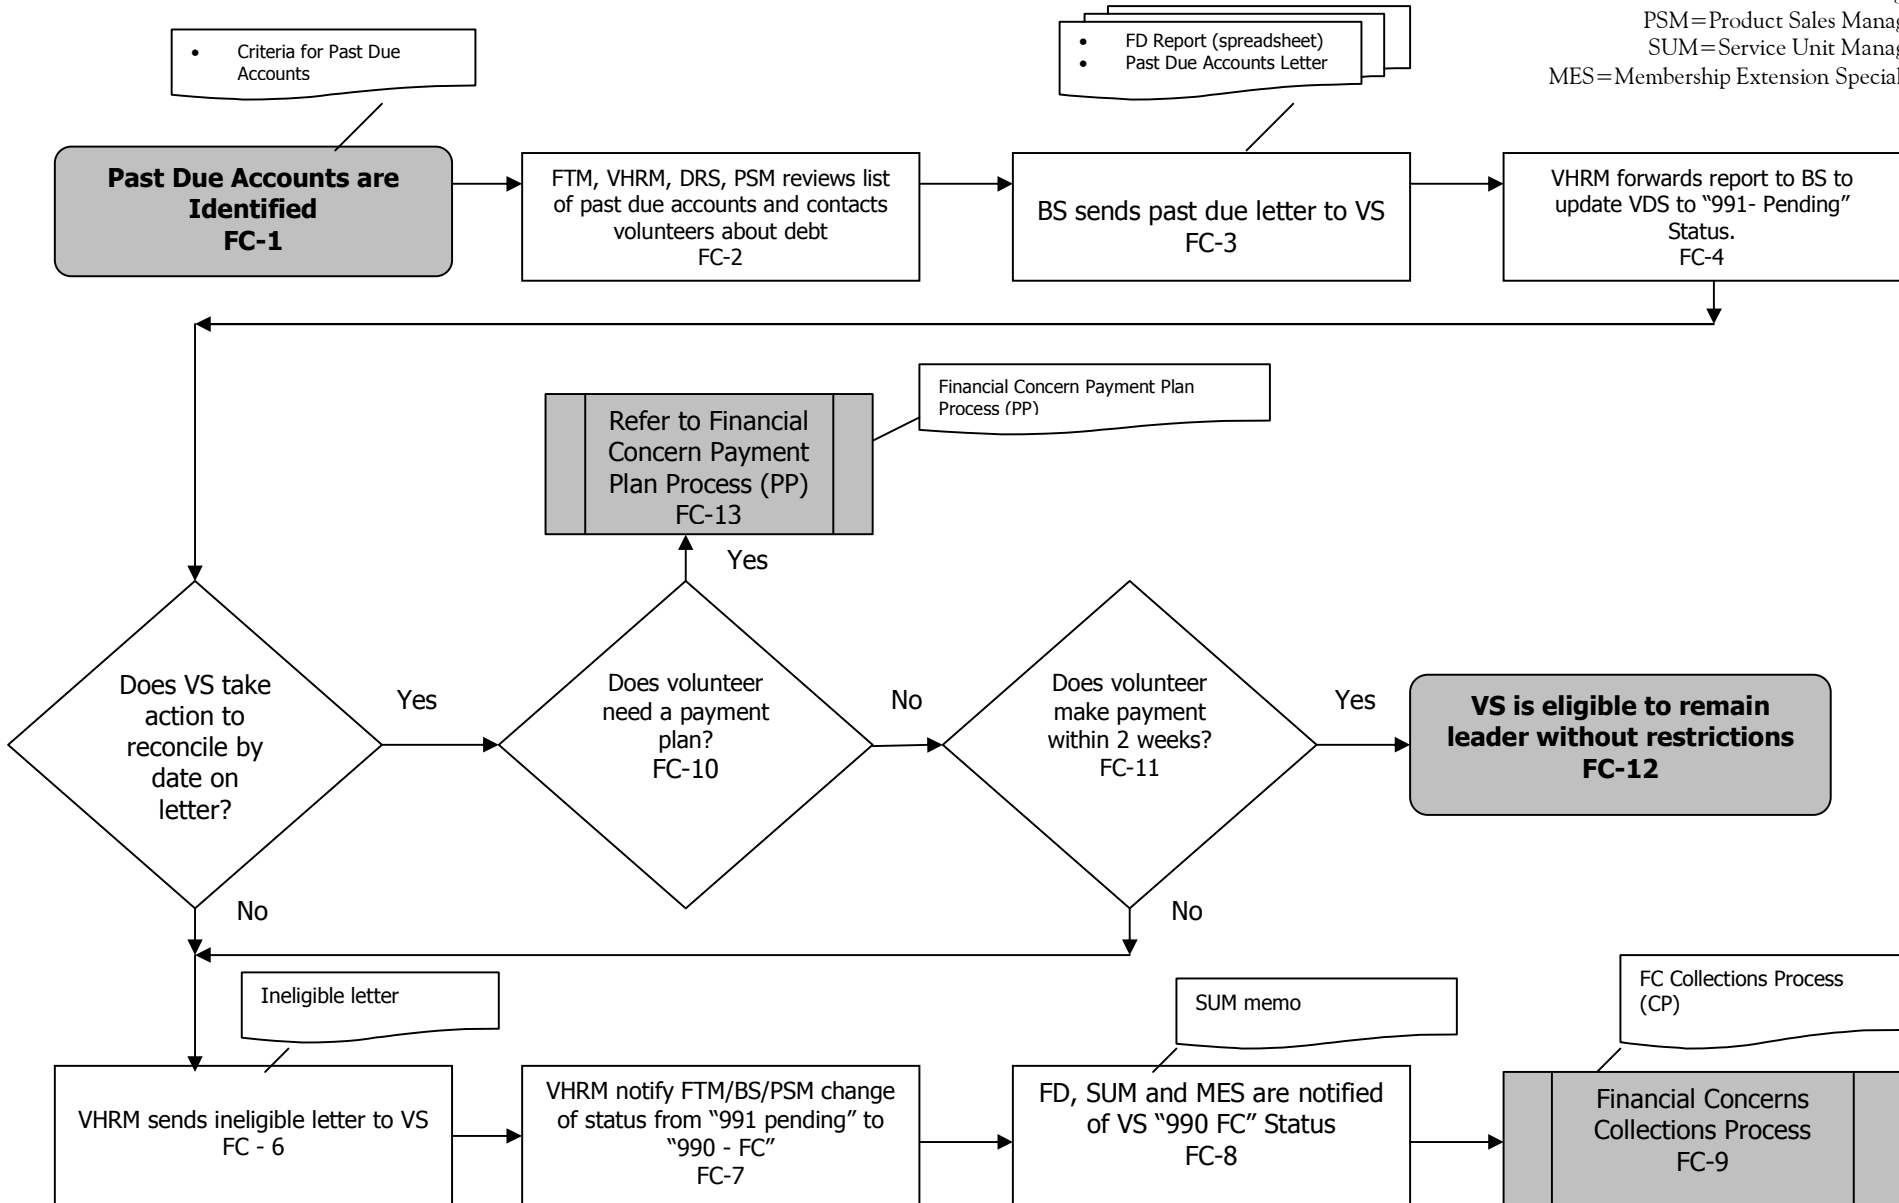 PSM=Product Sales Manag
SUM=Service Unit Manag
MES=Membership Extension Special
• Criteria for Past Due
Accounts
• FD Report (spreadsheet)
• Past Due Accounts Letter
Past Due Accounts are
Identified
FC-1
FTM, VHRM, DRS, PSM reviews list
of past due accounts and contacts
volunteers about debt
FC-2
BS sends past due letter to VS
FC-3
VHRM forwards report to BS to
update VDS to “991- Pending”
Status.
FC-4
Refer to Financial
Concern Payment
Plan Process (PP)
FC-13
Financial Concern Payment Plan
Process (PP)
Yes
Does VS take
action to
reconcile by
date on
letter?
Yes
Does volunteer
need a payment
plan?
FC-10
No
Does volunteer
make payment
within 2 weeks?
FC-11
Yes
VS is eligible to remain
leader without restrictions
FC-12
No
No
Ineligible letter
SUM memo
FC Collections Process
(CP)
VHRM sends ineligible letter to VS
FC - 6
VHRM notify FTM/BS/PSM change
of status from “991 pending” to
“990 - FC”
FC-7
FD, SUM and MES are notified
of VS “990 FC” Status
FC-8
Financial Concerns
Collections Process
FC-9